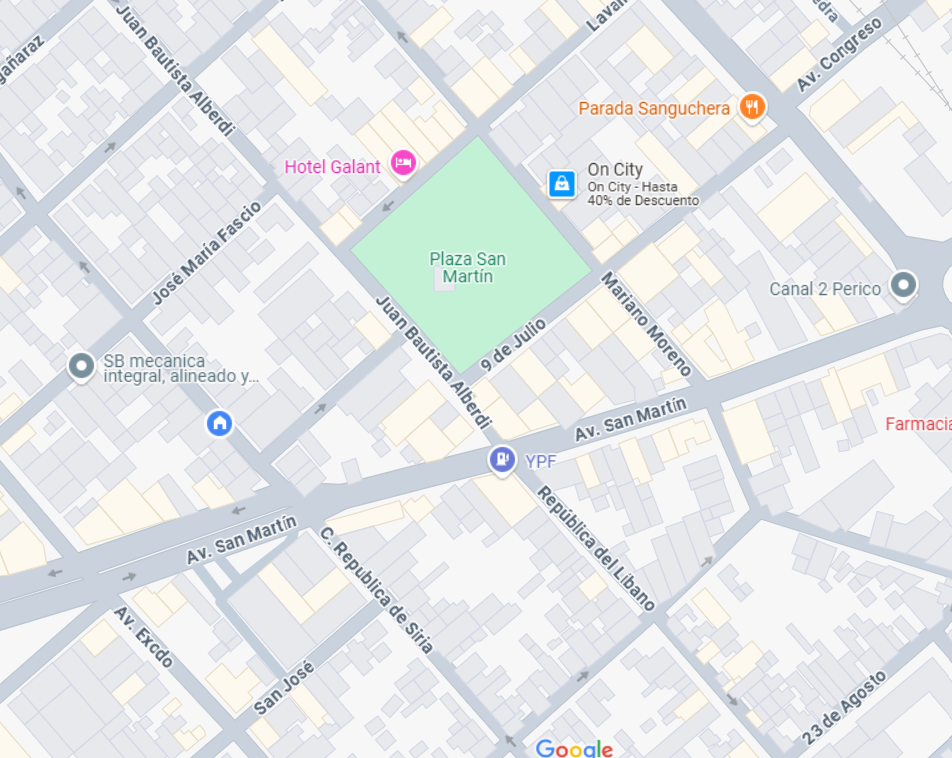 Juan Bautista Alberdi
Av. Congreso
Parada Sanguchera
Hotel Galant
On City
On City - Hasta
40% de Descuento
José María Fascio
Plaza San
Martín
Canal 2 Perico
Mariano Moreno
Juan Bautista Alberdi
9 de Julio
SB mecanica
integral, alineado y...
Av. San Martín
Farmacia
YPF
Av. San Martín
República del Líbano
C. Republica de Siria
Av. Exodo
San José
23 de Agosto
Google